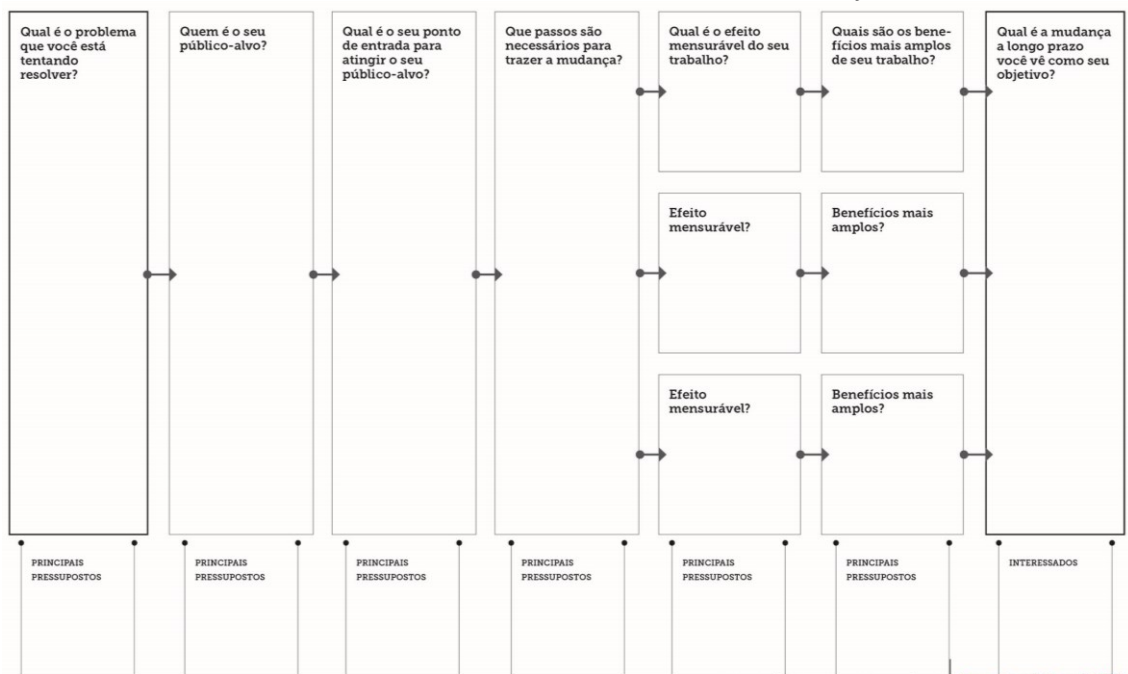 Qual é o problema
que você está
tentando
resolver?
Quem é o seu
público-alvo?
Qual é o seu ponto
de entrada para
atingir o seu
público-alvo?
Que passos são
necessários para
trazer a mudança?
Qual é o efeito
mensurável do seu
trabalho?
Quais são os bene-
fícios mais amplos
de seu trabalho?
Qual é a mudança
a longo prazo
você vê como seu
objetivo?
Efeito
mensurável?
Benefícios mais
amplos?
Efeito
mensurável?
Benefícios mais
amplos?
PRINCIPAIS
PRESSUPOSTOS
PRINCIPAIS
PRESSUPOSTOS
PRINCIPAIS
PRESSUPOSTOS
PRINCIPAIS
PRESSUPOSTOS
PRINCIPAIS
PRESSUPOSTOS
PRINCIPAIS
PRESSUPOSTOS
INTERESSADOS